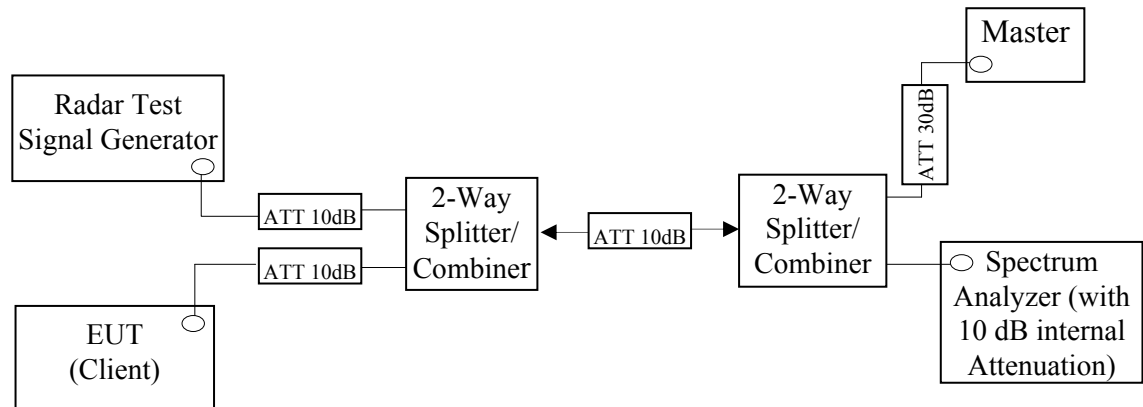 Master
Radar Test
Signal Generator
ATT 30dB
2-Way
Splitter/
Combiner
2-Way
Splitter/
Combiner
ATT 10dB
ATT 10dB
ATT 10dB
EUT
(Client)
Spectrum
Analyzer (with
10 dB internal
Attenuation)